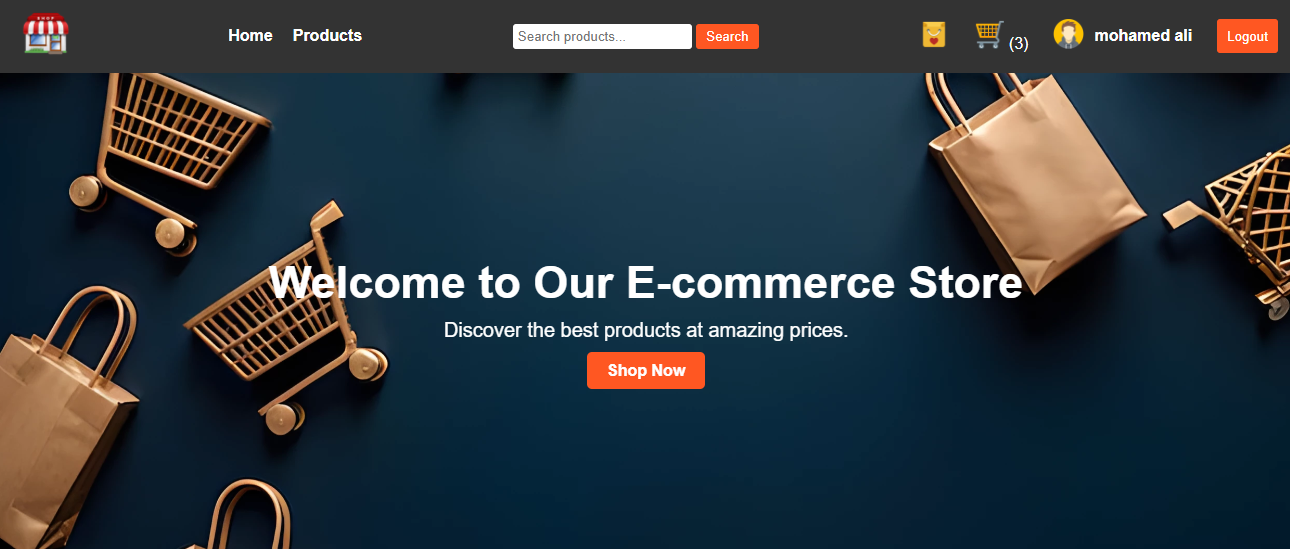 SHOP
Home Products
Search products...
Search
(3)
mohamed ali
Logout
Welcome to Our E-commerce Store
Discover the best products at amazing prices.
Shop Now